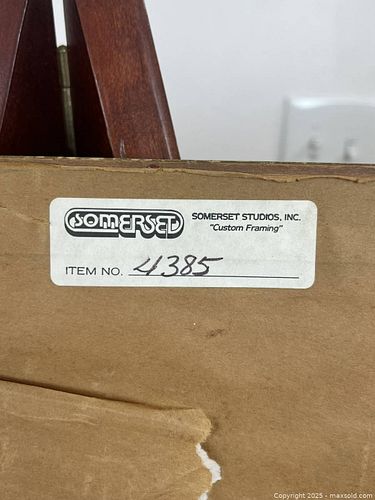 SOMERSET
SOMERSET STUDIOS, INC.
"Custom Framing"
ITEM NO. 4385
Copyright 2025 - maxsold.com